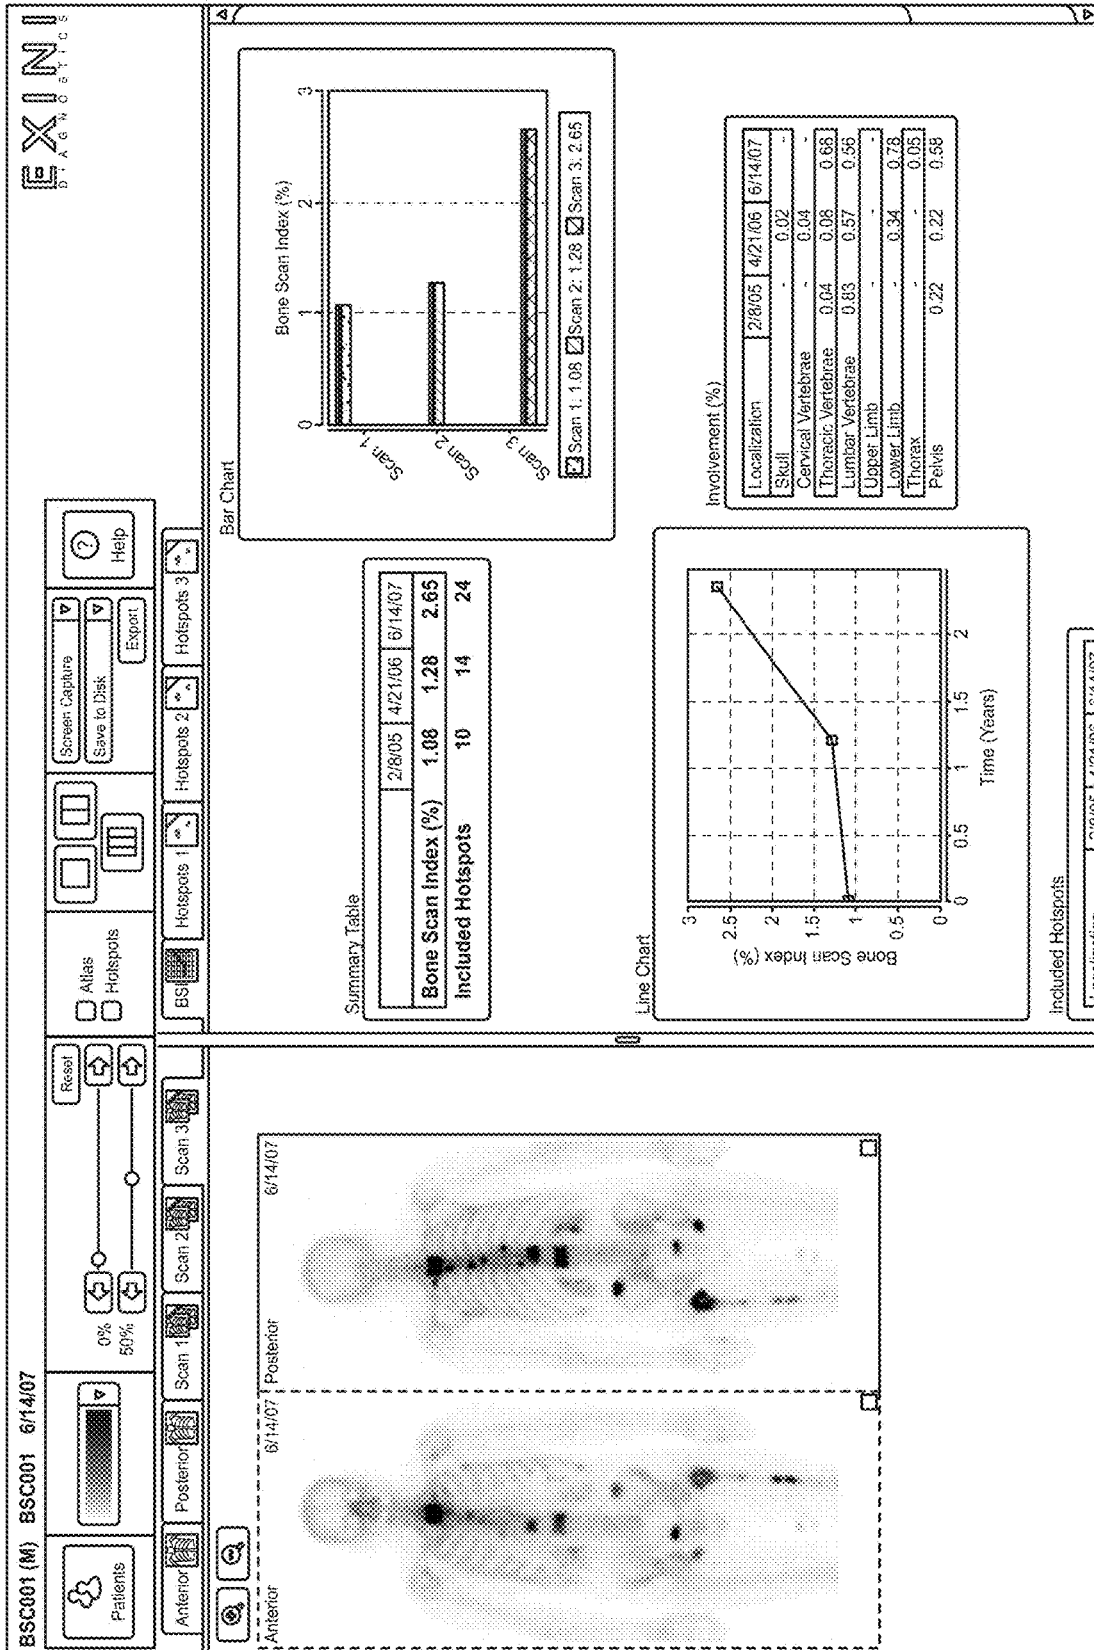 BSC001 (M) BSC001 6/14/07
EXINI
DIAGNOSTICS
Patients
0%
50%
Reset
Atlas
Hotspots
Screen Capture
Save to Disk
Export
?
Help
Anterior
Posterior
Scan 1
Scan 2
Scan 3
BSI
Hotspots 1
Hotspots 2
Hotspots 3
Anterior 6/14/07
Posterior 6/14/07
Summary Table
2/8/05 4/21/06 6/14/07
Bone Scan Index (%) 1.08 1.28 2.65
Included Hotspots 10 14 24
Bar Chart
Bone Scan Index (%)
0 1 2 3
Scan 1
Scan 2
Scan 3
Scan 1: 1.08 Scan 2: 1.28 Scan 3: 2.65
Line Chart
Bone Scan Index (%)
3
2.5
2
1.5
1
0.5
0
0 0.5 1 1.5 2
Time (Years)
Involvement (%)
Localization 2/8/05 4/21/06 6/14/07
Skull - 0.02 -
Cervical Vertebrae - 0.04 -
Thoracic Vertebrae 0.04 0.08 0.68
Lumbar Vertebrae 0.83 0.57 0.56
Upper Limb - - -
Lower Limb - 0.34 0.78
Thorax - - 0.05
Pelvis 0.22 0.22 0.58
Included Hotspots